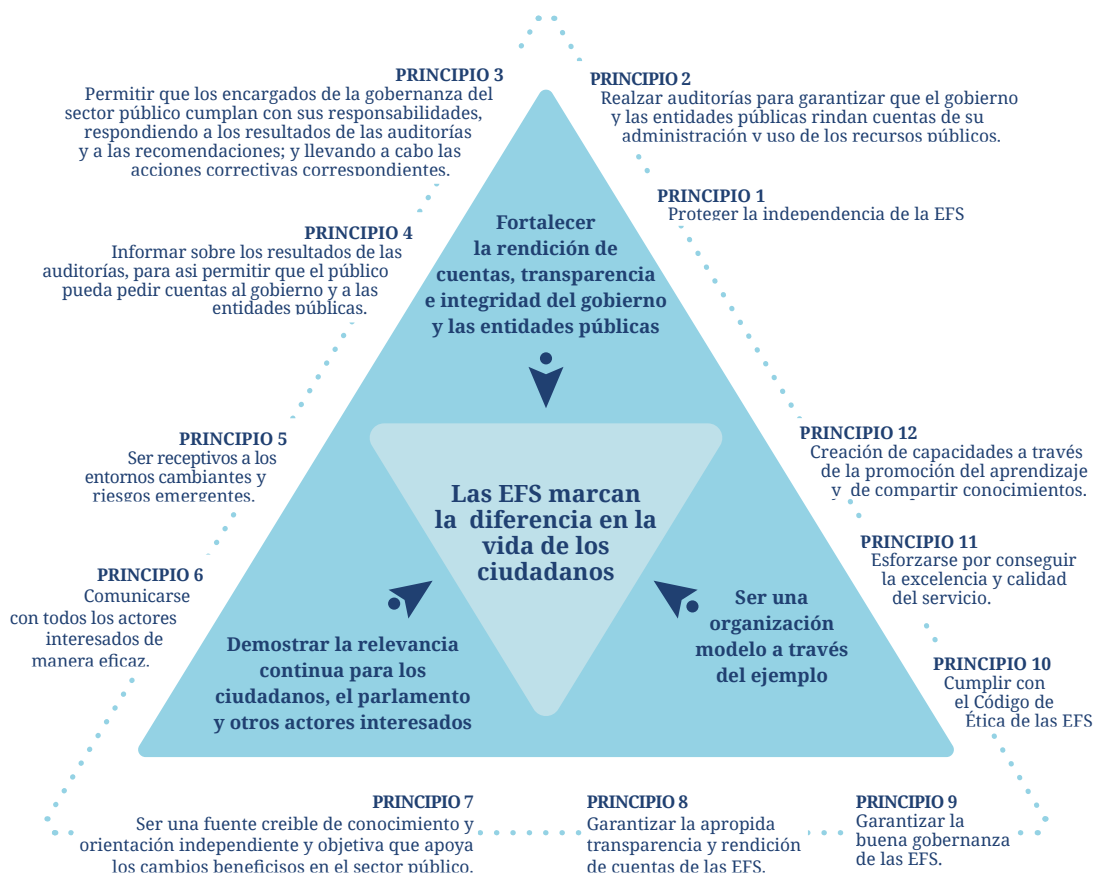 PRINCIPIO 3
Permitir que los encargados de la gobernanza del
sector público cumplan con sus responsabilidades,
respondiendo a los resultados de las auditorías
y a las recomendaciones; y llevando a cabo las
acciones correctivas correspondientes.
PRINCIPIO 2
Realzar auditorías para garantizar que el gobierno
y las entidades públicas rindan cuentas de su
administración y uso de los recursos públicos.
PRINCIPIO 1
Proteger la independencia de la EFS
PRINCIPIO 4
Informar sobre los resultados de las
auditorías, para asi permitir que el público
pueda pedir cuentas al gobierno y a las
entidades públicas.
Fortalecer
la rendición de
cuentas, transparencia
e integridad del gobierno
y las entidades públicas
PRINCIPIO 5
Ser receptivos a los
entornos cambiantes y
riesgos emergentes.
PRINCIPIO 12
Creación de capacidades a través
de la promoción del aprendizaje
y de compartir conocimientos.
Las EFS marcan
la diferencia en la
vida de los
ciudadanos
PRINCIPIO 11
Esforzarse por conseguir
la excelencia y calidad
del servicio.
PRINCIPIO 6
Comunicarse
con todos los actores
interesados de
manera eficaz.
Demostrar la relevancia
continua para los
ciudadanos, el parlamento
y otros actores interesados
Ser una
organización
modelo a través
del ejemplo
PRINCIPIO 10
Cumplir con
el Código de
Ética de las EFS
PRINCIPIO 7
Ser una fuente creible de conocimiento y
orientación independiente y objetiva que apoya
los cambios beneficisos en el sector público.
PRINCIPIO 8
Garantizar la apropida
transparencia y rendición
de cuentas de las EFS.
PRINCIPIO 9
Garantizar la
buena gobernanza
de las EFS.